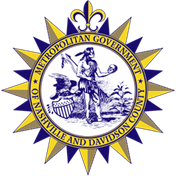 METROPOLITAN GOVERNMENT
OF NASHVILLE AND DAVIDSON COUNTY